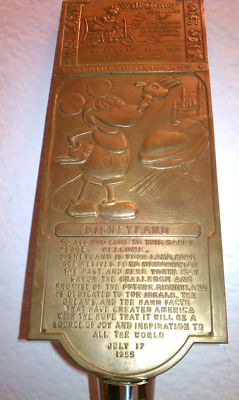 Walt Disney
DISNEYLAND
TO ALL WHO COME TO THIS HAPPY
PLACE WELCOME.
DISNEYLAND IS YOUR LAND. HERE
AGE RELIVES FOND MEMORIES OF
THE PAST, AND HERE YOUTH MAY
SAVOR THE CHALLENGE AND
PROMISE OF THE FUTURE. DISNEYLAND
IS DEDICATED TO THE IDEALS, THE
DREAMS, AND THE HARD FACTS
THAT HAVE CREATED AMERICA
WITH THE HOPE THAT IT WILL BE A
SOURCE OF JOY AND INSPIRATION TO
ALL THE WORLD
JULY 17
1955